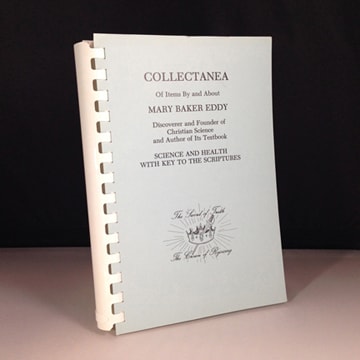 COLLECTANEA
Of Items By and About
MARY BAKER EDDY
Discoverer and Founder of
Christian Science
and Author of Its Textbook
SCIENCE AND HEALTH
WITH KEY TO THE SCRIPTURES
The Sword of Truth
The Crown of Rejoicing